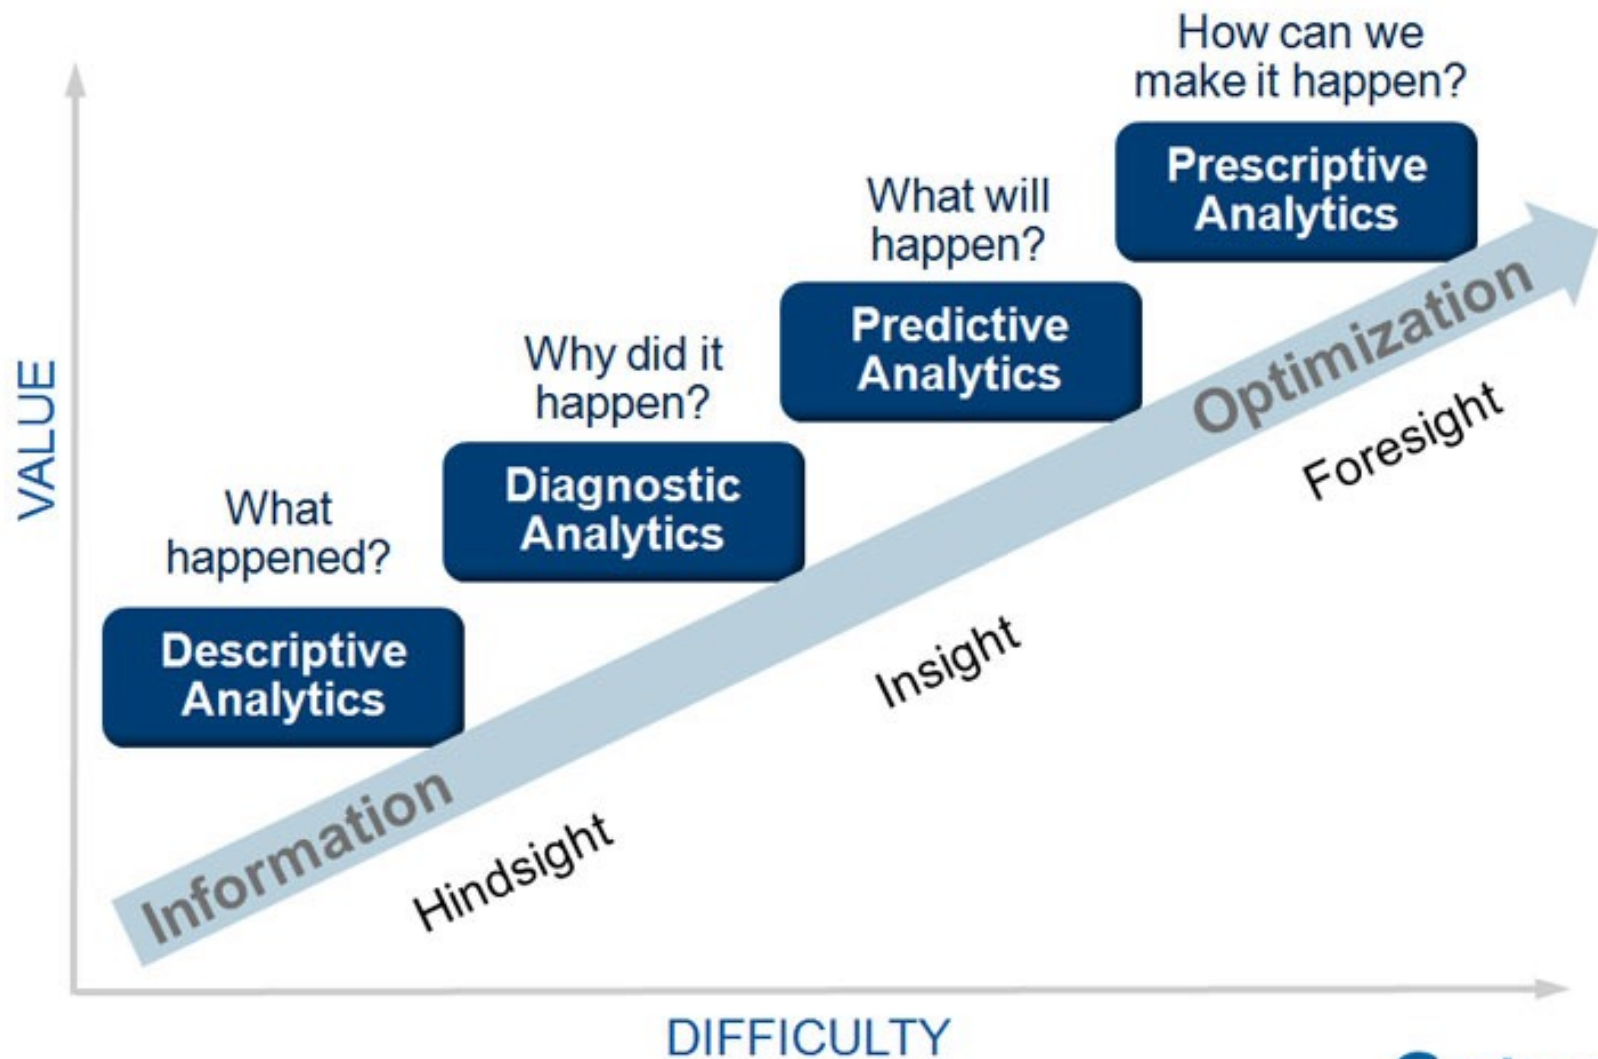 How can we
make it happen?
Prescriptive
Analytics
What will
happen?
Predictive
Analytics
Why did it
happen?
Diagnostic
Analytics
What
happened?
Descriptive
Analytics
VALUE
Information
Optimization
Hindsight
Insight
Foresight
DIFFICULTY